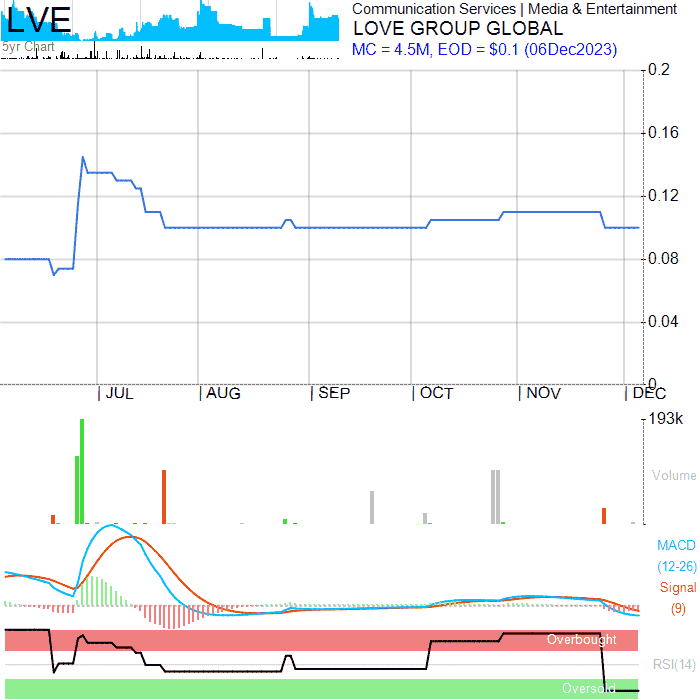 LVE
5yr Chart
Communication Services | Media & Entertainment
LOVE GROUP GLOBAL
MC = 4.5M, EOD = $0.1 (06Dec2023)
0.2
0.16
0.12
0.08
0.04
0
JUL
AUG
SEP
OCT
NOV
DEC
193k
Volume
MACD
(12-26)
Signal
(9)
Overbought
RSI(14)
Oversold